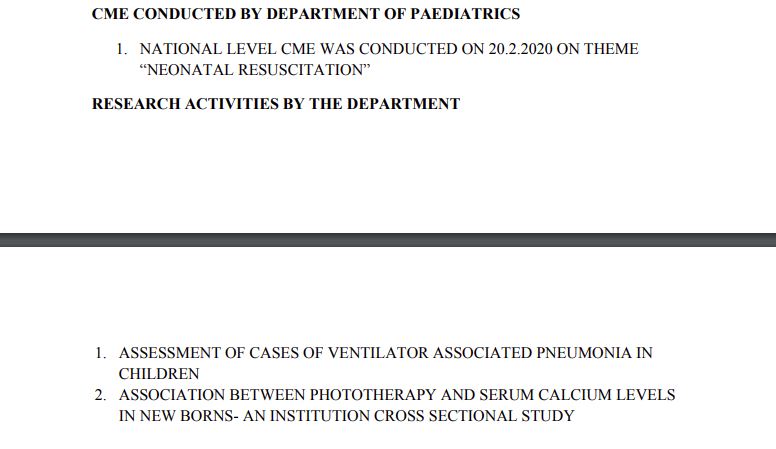 CME CONDUCTED BY DEPARTMENT OF PAEDIATRICS
1. NATIONAL LEVEL CME WAS CONDUCTED ON 20.2.2020 ON THEME
“NEONATAL RESUSCITATION”
RESEARCH ACTIVITIES BY THE DEPARTMENT
1. ASSESSMENT OF CASES OF VENTILATOR ASSOCIATED PNEUMONIA IN
CHILDREN
2. ASSOCIATION BETWEEN PHOTOTHERAPY AND SERUM CALCIUM LEVELS
IN NEW BORNS- AN INSTITUTION CROSS SECTIONAL STUDY